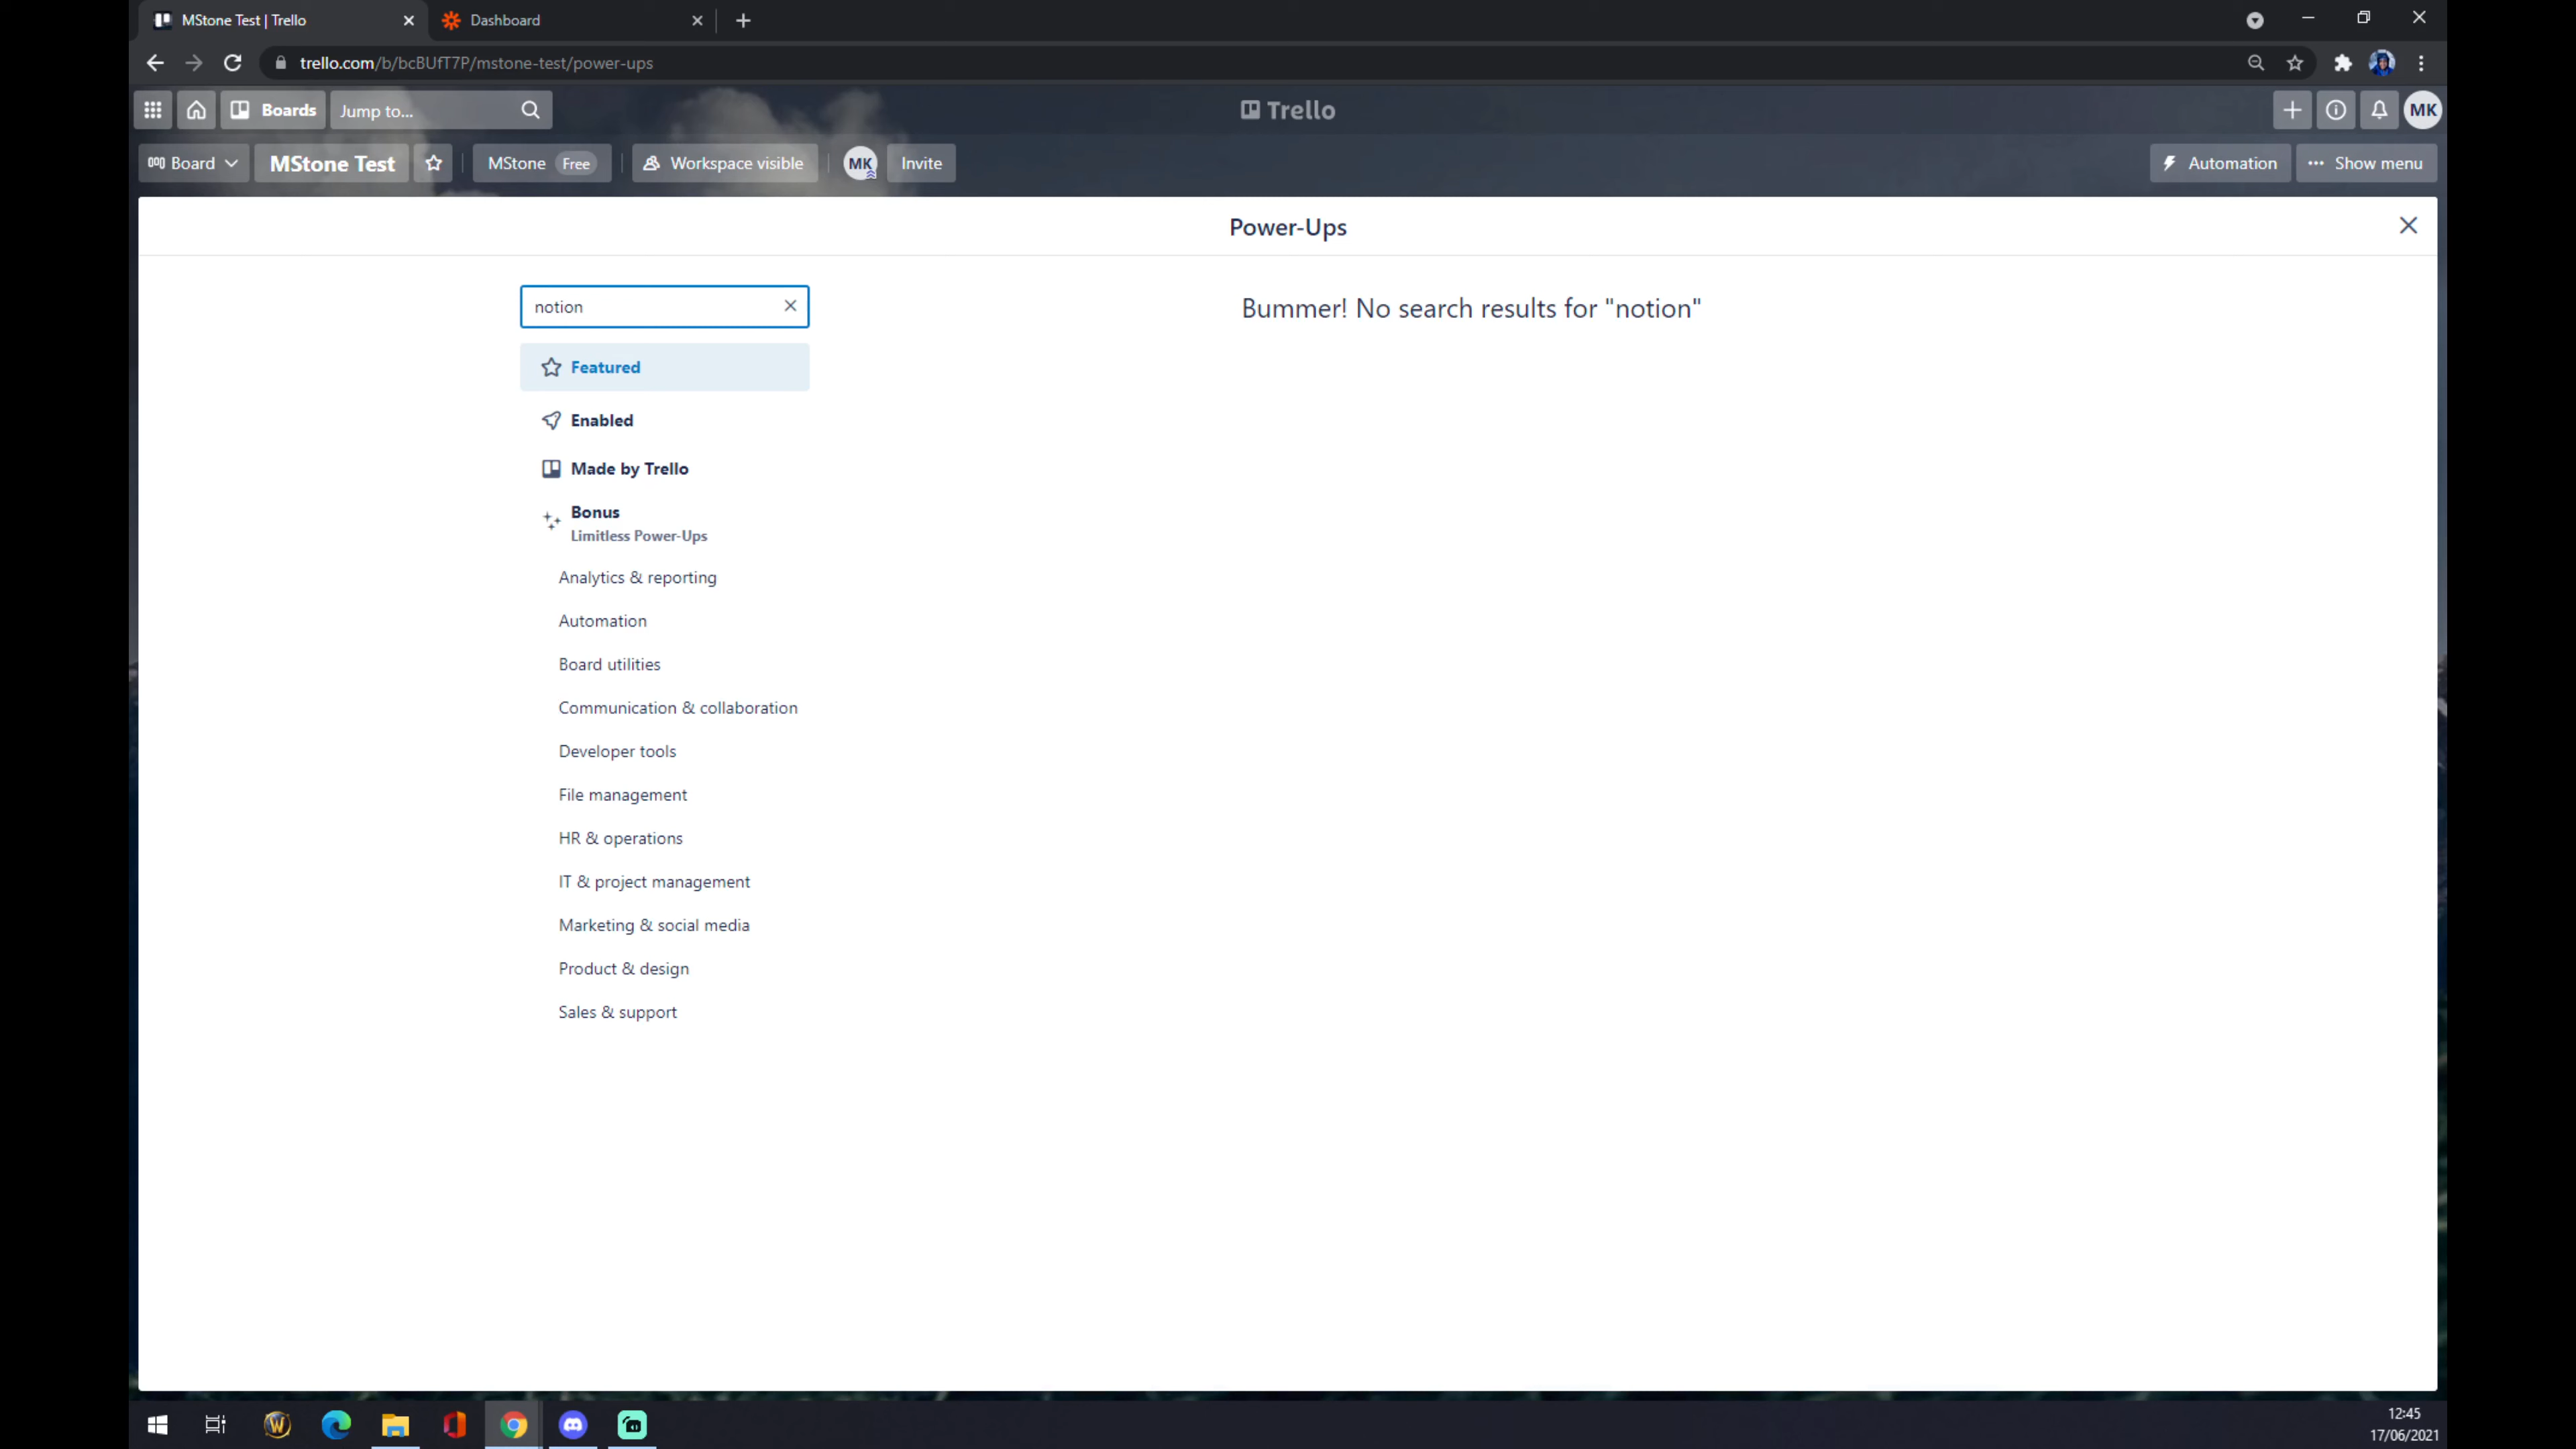 MStone Test | Trello
Dashboard
trello.com/b/bcBUfT7P/mstone-test/power-ups
Boards
Jump to...
Trello
MK
Board
MStone Test
MStone Free
Workspace visible
MK
Invite
Automation
Show menu
Power-Ups
notion
Bummer! No search results for "notion"
Featured
Enabled
Made by Trello
Bonus
Limitless Power-Ups
Analytics & reporting
Automation
Board utilities
Communication & collaboration
Developer tools
File management
HR & operations
IT & project management
Marketing & social media
Product & design
Sales & support
12:45
17/06/2021